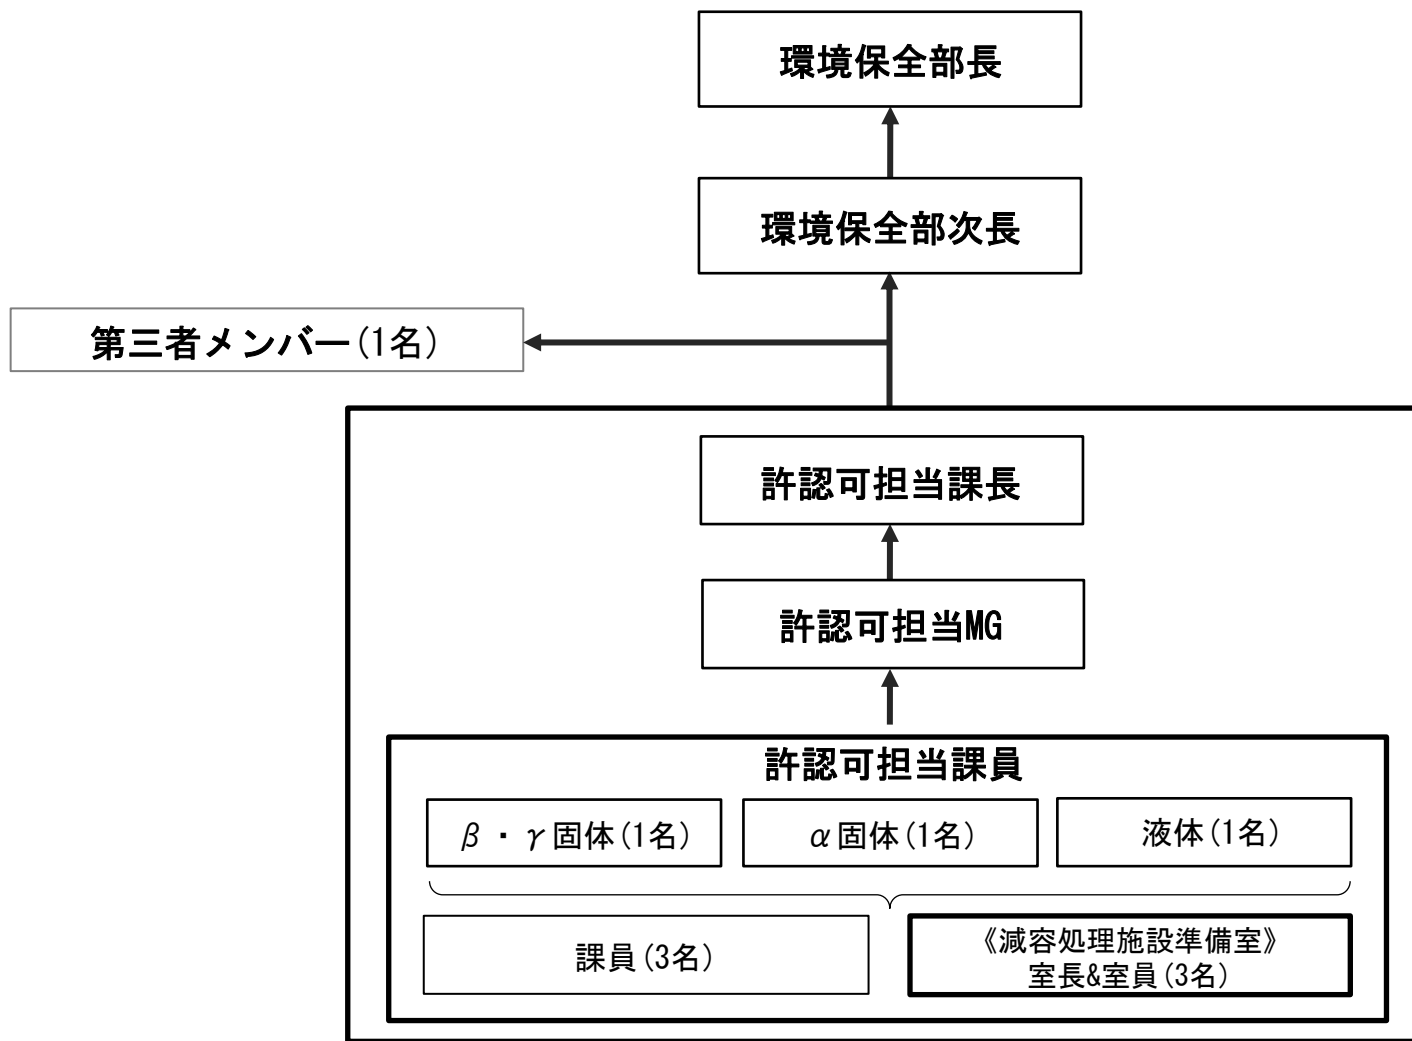 環境保全部長
環境保全部次長
第三者メンバー(1名)
許認可担当課長
許認可担当MG
許認可担当課員
β・γ固体(1名)
α固体(1名)
液体(1名)
課員(3名)
《減容処理施設準備室》
室長&室員(3名)